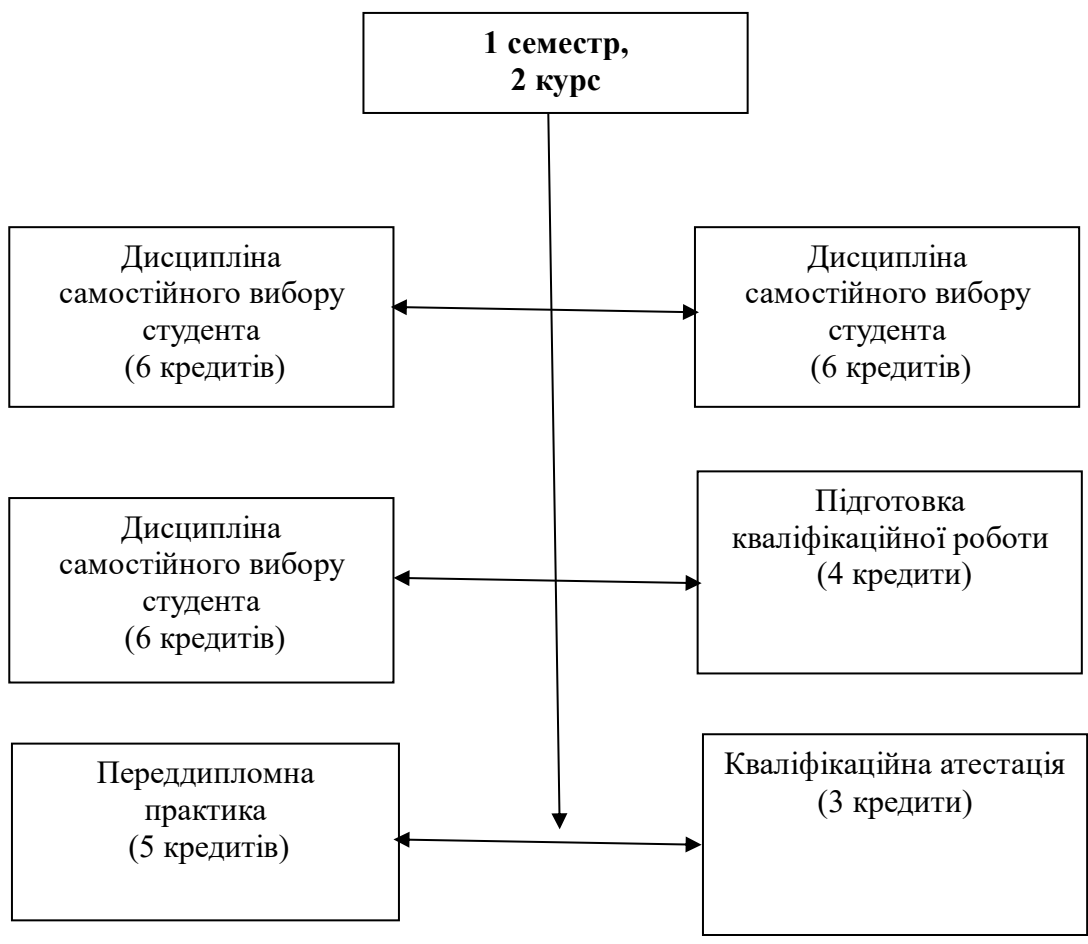 1 семестр,
2 курс
Дисципліна
самостійного вибору
студента
(6 кредитів)
Дисципліна
самостійного вибору
студента
(6 кредитів)
Дисципліна
самостійного вибору
студента
(6 кредитів)
Підготовка
кваліфікаційної роботи
(4 кредити)
Переддипломна
практика
(5 кредитів)
Кваліфікаційна атестація
(3 кредити)